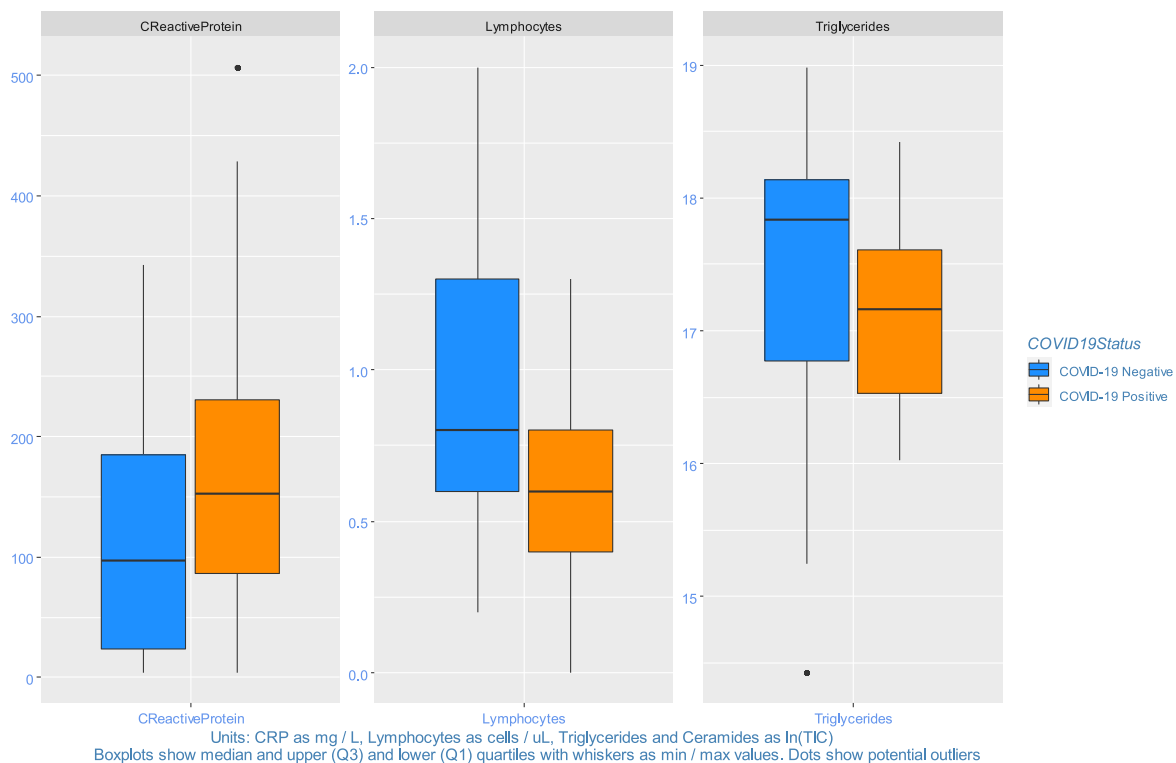 CReactiveProtein
Lymphocytes
Triglycerides
500
400
300
200
100
0
2.0
1.5
1.0
0.5
0.0
19
18
17
16
15
COVID19Status
COVID-19 Negative
COVID-19 Positive
CReactiveProtein
Lymphocytes
Triglycerides
Units: CRP as mg / L, Lymphocytes as cells / uL, Triglycerides and Ceramides as ln(TIC)
Boxplots show median and upper (Q3) and lower (Q1) quartiles with whiskers as min / max values. Dots show potential outliers